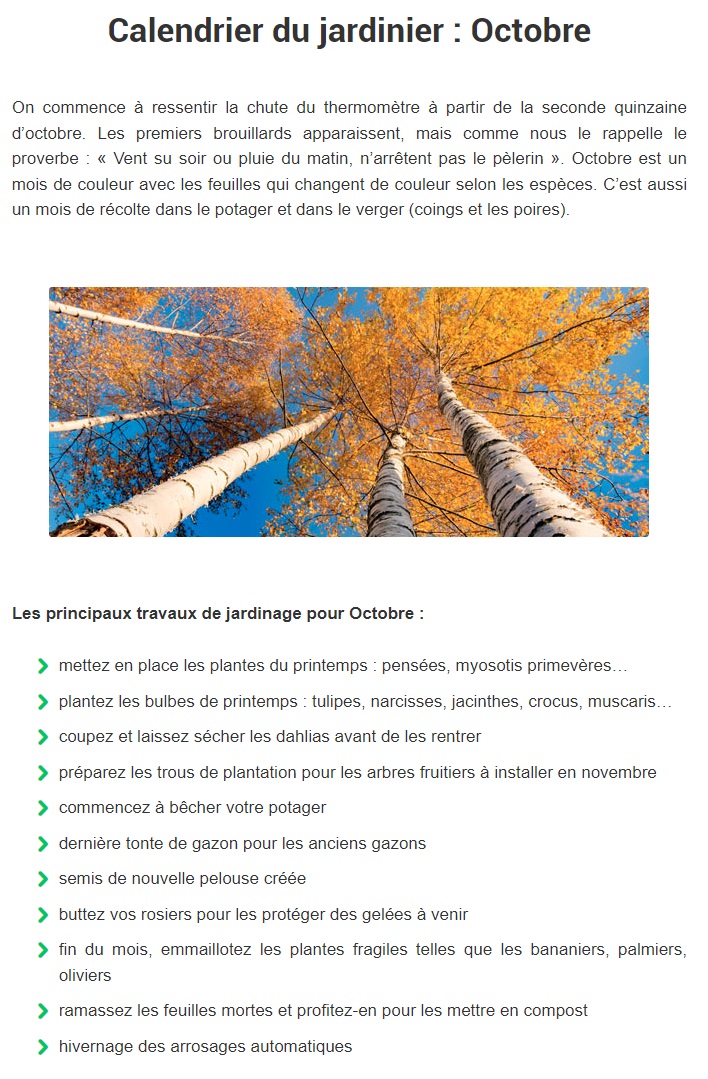 Calendrier du jardinier : Octobre
On commence à ressentir la chute du thermomètre à partir de la seconde quinzaine
d’octobre. Les premiers brouillards apparaissent, mais comme nous le rappelle le
proverbe : « Vent su soir ou pluie du matin, n’arrêtent pas le pèlerin ». Octobre est un
mois de couleur avec les feuilles qui changent de couleur selon les espèces. C’est aussi
un mois de récolte dans le potager et dans le verger (coings et les poires).
Les principaux travaux de jardinage pour Octobre :
mettez en place les plantes du printemps : pensées, myosotis primevères…
plantez les bulbes de printemps : tulipes, narcisses, jacinthes, crocus, muscaris…
coupez et laissez sécher les dahlias avant de les rentrer
préparez les trous de plantation pour les arbres fruitiers à installer en novembre
commencez à bêcher votre potager
dernière tonte de gazon pour les anciens gazons
semis de nouvelle pelouse créée
buttez vos rosiers pour les protéger des gelées à venir
fin du mois, emmaillotez les plantes fragiles telles que les bananiers, palmiers,
oliviers
ramassez les feuilles mortes et profitez-en pour les mettre en compost
hivernage des arrosages automatiques